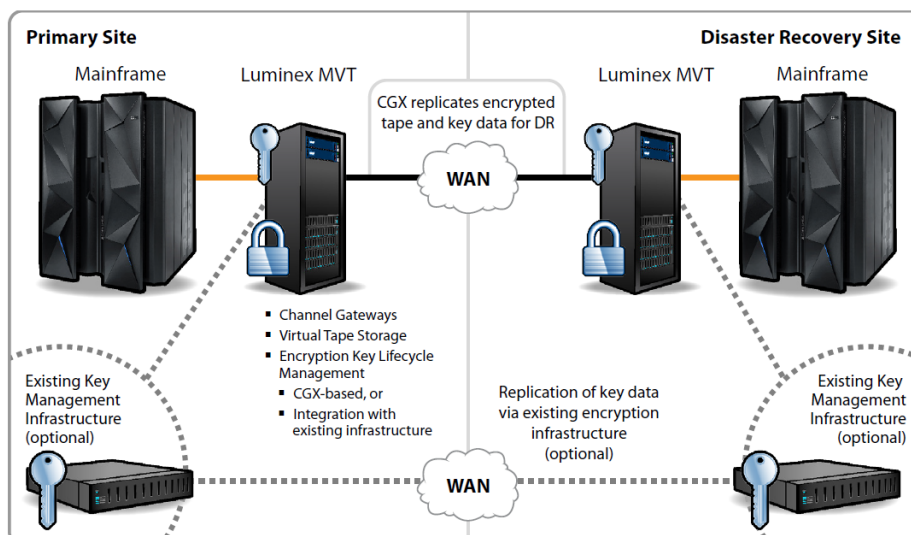 Primary Site
Disaster Recovery Site
Mainframe
Luminex MVT
Luminex MVT
Mainframe
CGX replicates encrypted
tape and key data for DR
WAN
▪ Channel Gateways
▪ Virtual Tape Storage
▪ Encryption Key Lifecycle
Management
▪ CGX-based, or
▪ Integration with
existing infrastructure
Existing Key
Management
Infrastructure
(optional)
Replication of key data
via existing encryption
infrastructure
(optional)
Existing Key
Management
Infrastructure
(optional)
WAN